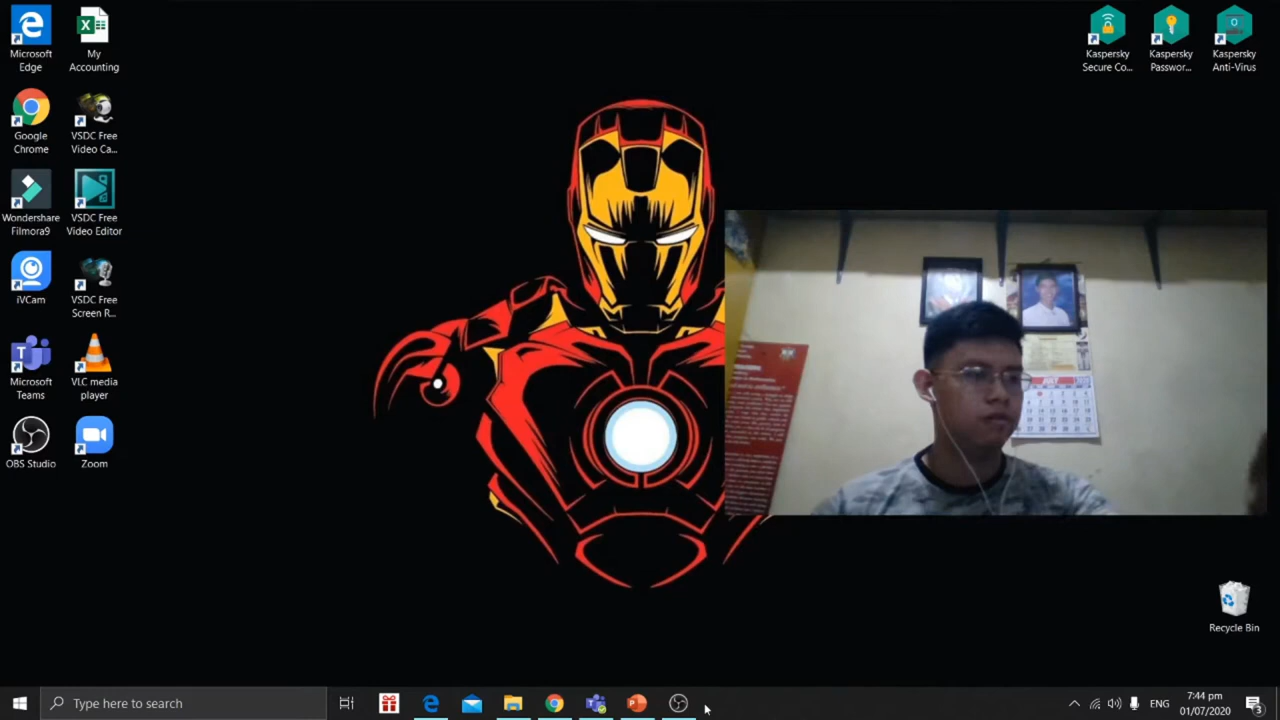 Microsoft
Edge
My
Accounting
Google
Chrome
VSDC Free
Video Ca...
Wondershare
Filmora9
VSDC Free
Video Editor
iVCam
VSDC Free
Screen R...
Microsoft
Teams
VLC media
player
OBS Studio
Zoom
Kaspersky
Secure Co...
Kaspersky
Passwor...
Kaspersky
Anti-Virus
Recycle Bin
Type here to search
ENG
7:44 pm
01/07/2020
3